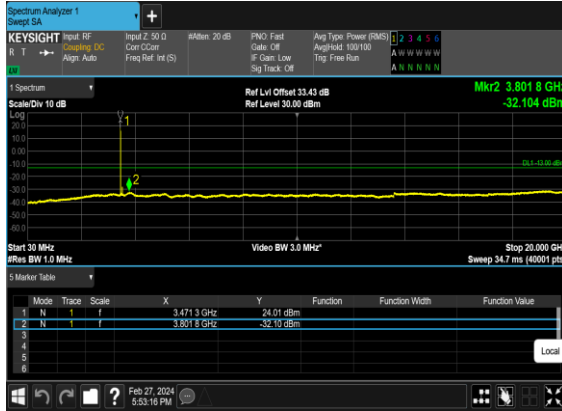 Spectrum Analyzer 1
Swept SA
+
KEYSIGHT
R T
LXI
Input: RF
Coupling: DC
Align: Auto
Input Z: 50 Ω
Corr CCorr
Freq Ref: Int (S)
#Atten: 20 dB
PNO: Fast
Gate: Off
IF Gain: Low
Sig Track: Off
Avg Type: Power (RMS)
Avg|Hold: 100/100
Trig: Free Run
1 2 3 4 5 6
A W W W W W
A N N N N N
1 Spectrum
Scale/Div 10 dB
Ref Lvl Offset 33.43 dB
Ref Level 30.00 dBm
Mkr2 3.801 8 GHz
-32.104 dBm
Log
20.0
10.0
0.00
-10.0
-20.0
-30.0
-40.0
-50.0
-60.0
1
2
DL1 -13.00 dBm
Start 30 MHz
#Res BW 1.0 MHz
Video BW 3.0 MHz*
Stop 20.000 GHz
Sweep 34.7 ms (40001 pts)
5 Marker Table
Mode Trace Scale X Y Function Function Width Function Value
1 N 1 f 3.471 3 GHz 24.01 dBm
2 N 1 f 3.801 8 GHz -32.10 dBm
3
4
5
6
Local
?
Feb 27, 2024
5:53:16 PM